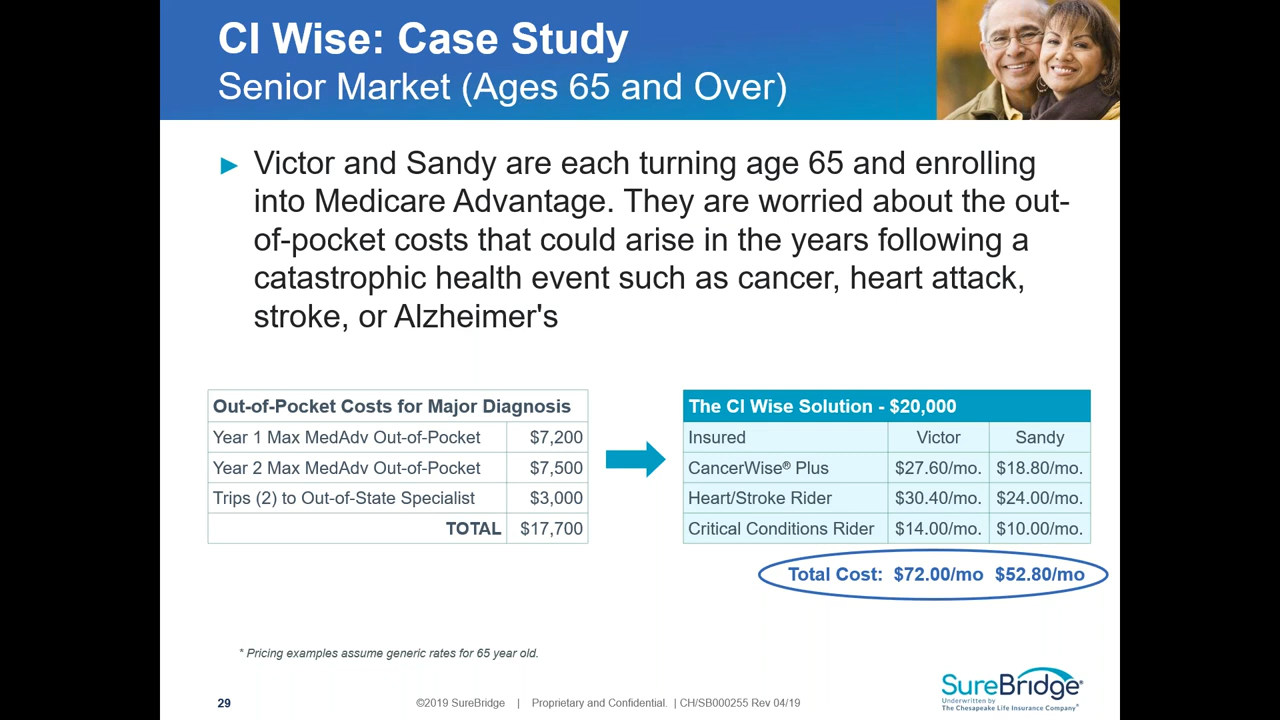 CI Wise: Case Study
Senior Market (Ages 65 and Over)
► Victor and Sandy are each turning age 65 and enrolling
into Medicare Advantage. They are worried about the out-
of-pocket costs that could arise in the years following a
catastrophic health event such as cancer, heart attack,
stroke, or Alzheimer's
Out-of-Pocket Costs for Major Diagnosis
Year 1 Max MedAdv Out-of-Pocket $7,200
Year 2 Max MedAdv Out-of-Pocket $7,500
Trips (2) to Out-of-State Specialist $3,000
TOTAL $17,700
The CI Wise Solution - $20,000
Insured Victor Sandy
CancerWise® Plus $27.60/mo. $18.80/mo.
Heart/Stroke Rider $30.40/mo. $24.00/mo.
Critical Conditions Rider $14.00/mo. $10.00/mo.
Total Cost: $72.00/mo $52.80/mo
* Pricing examples assume generic rates for 65 year old.
29
©2019 SureBridge | Proprietary and Confidential. | CH/SB000255 Rev 04/19
SureBridge®
Underwritten by
The Chesapeake Life Insurance Company®